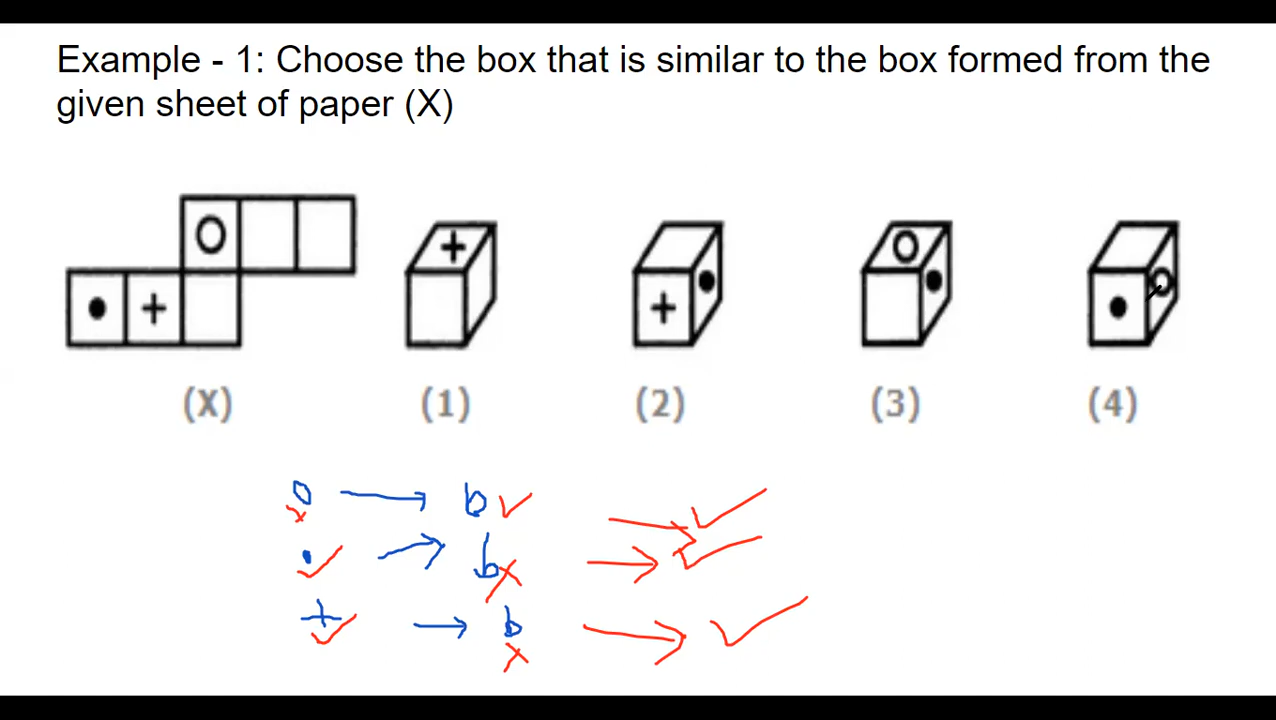 Example - 1: Choose the box that is similar to the box formed from the
given sheet of paper (X)
(X) (1) (2) (3) (4)
o → b ✓ → ✓
x
• ✓ → b x → ✓
+ ✓ → b → ✓
x